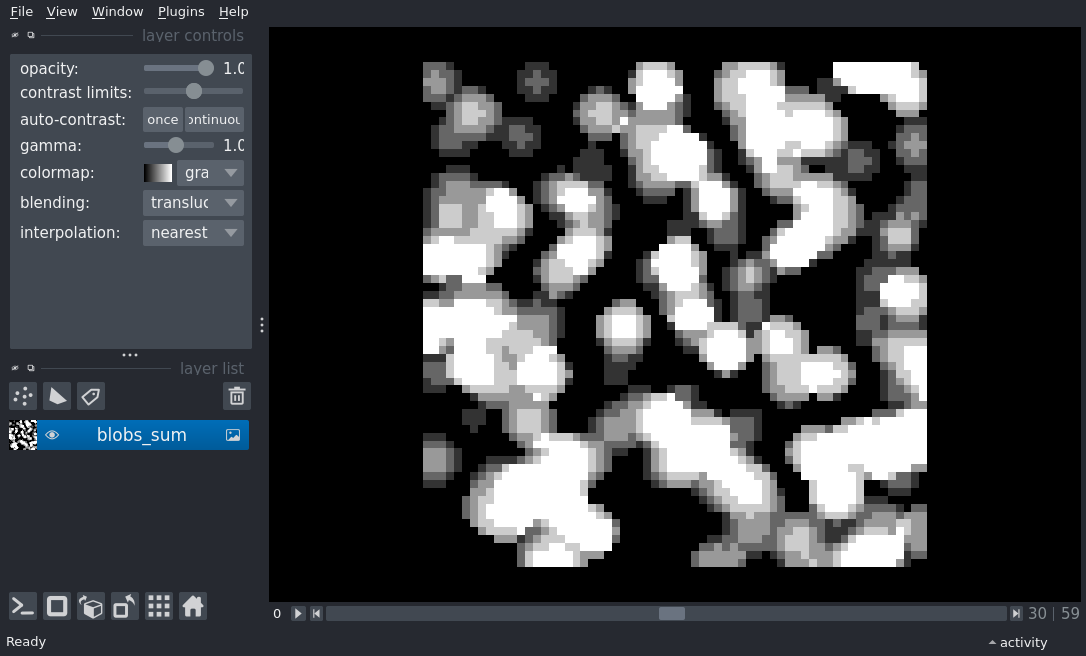 File View Window Plugins Help
layer controls
opacity: 1.0
contrast limits:
auto-contrast: once ontinuou
gamma: 1.0
colormap: gra
blending: transluc
interpolation: nearest
layer list
blobs_sum
0 30 | 59
Ready activity